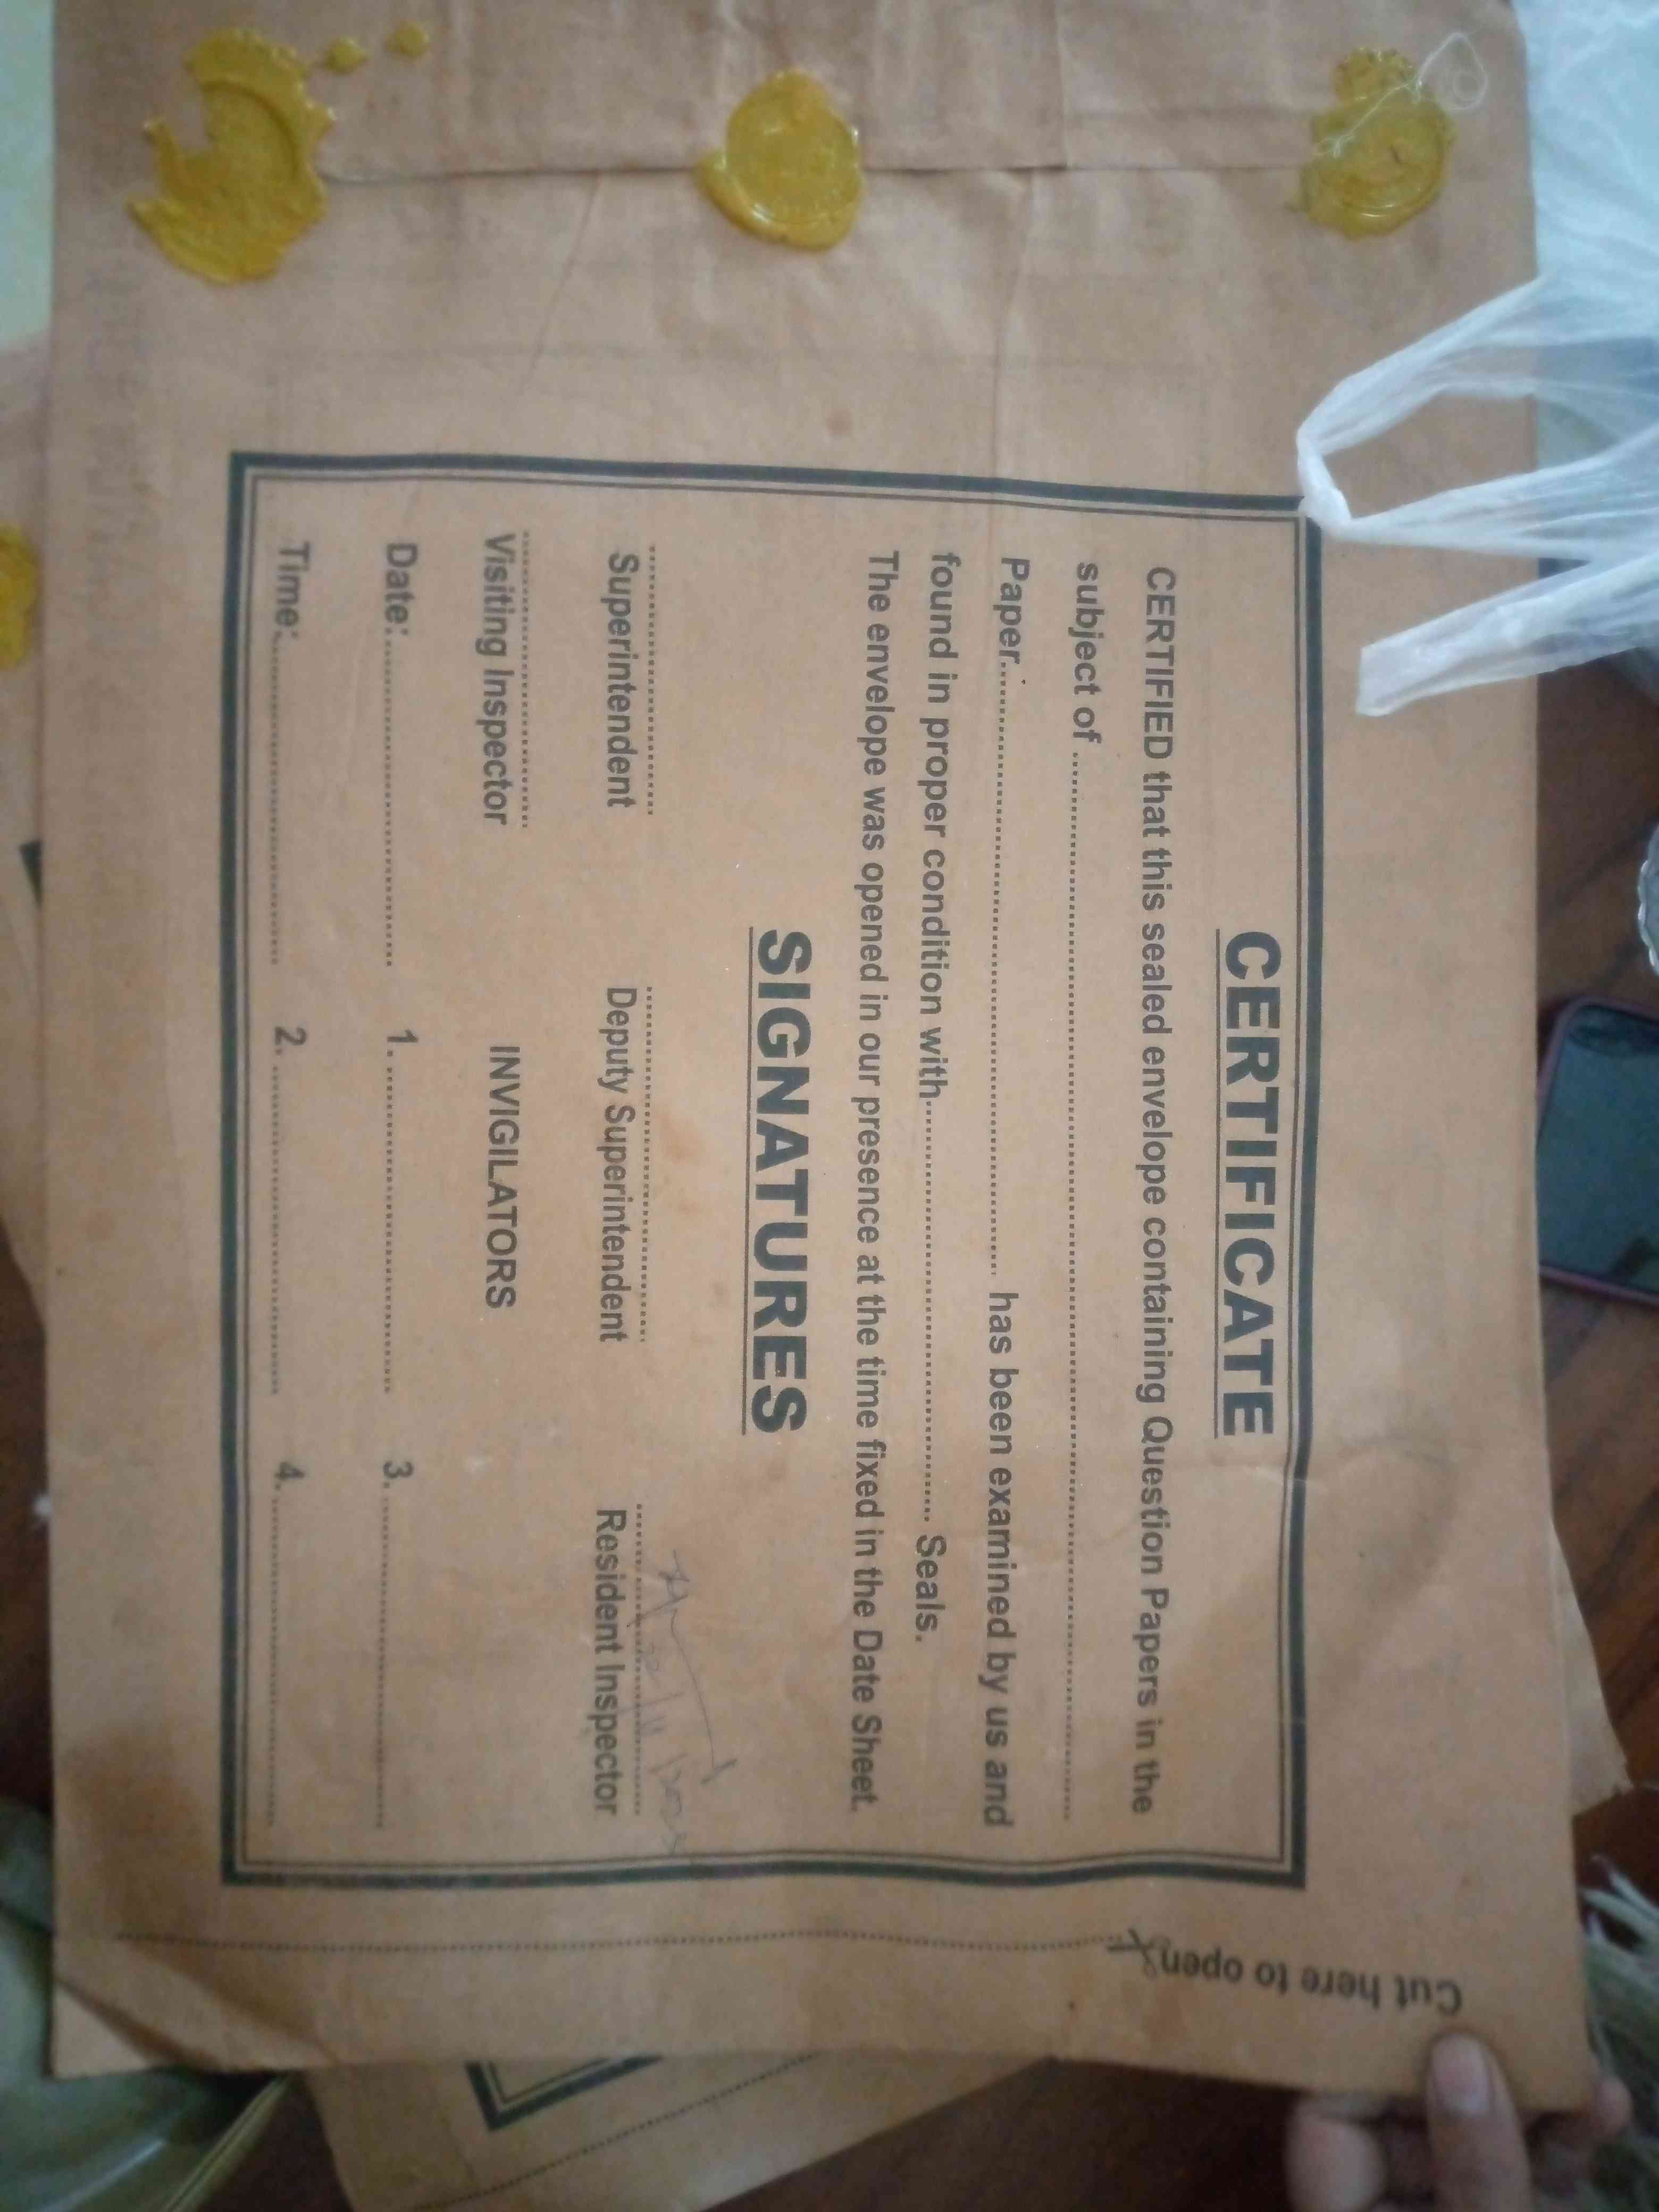 CERTIFICATE
CERTIFIED that this sealed envelope containing Question Papers in the
subject of ............................................................
Paper.................................... has been examined by us and
found in proper condition with.................................... Seals.
The envelope was opened in our presence at the time fixed in the Date Sheet.
SIGNATURES
Superintendent Deputy Superintendent Resident Inspector
Visiting Inspector INVIGILATORS
Date:.............................. 1. .............................. 3. ..............................
Time:.............................. 2. .............................. 4. ..............................
Cut here to open